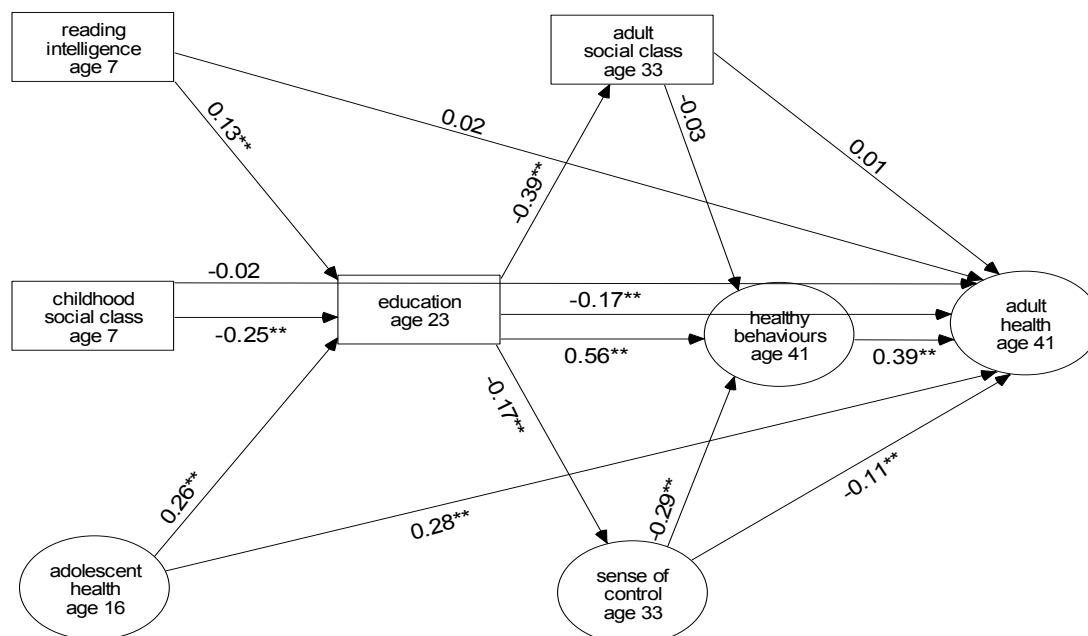 reading
intelligence
age 7
adult
social class
age 33
0.13**
0.02
-0.39**
-0.03
0.01
childhood
social class
age 7
-0.02
-0.25**
education
age 23
-0.17**
0.56**
healthy
behaviours
age 41
0.39**
adult
health
age 41
-0.17**
0.26**
0.28**
-0.29**
-0.11**
adolescent
health
age 16
sense of
control
age 33